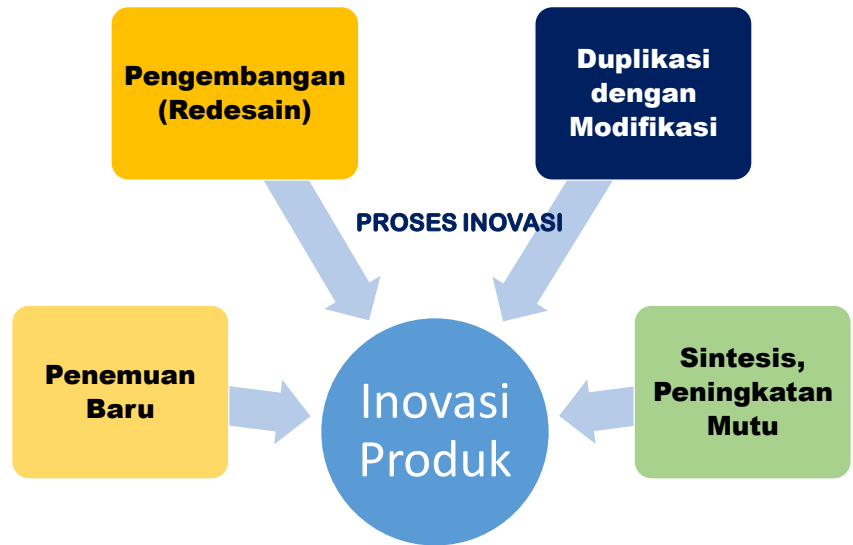 Pengembangan
(Redesain)
Duplikasi
dengan
Modifikasi
PROSES INOVASI
Penemuan
Baru
Inovasi
Produk
Sintesis,
Peningkatan
Mutu